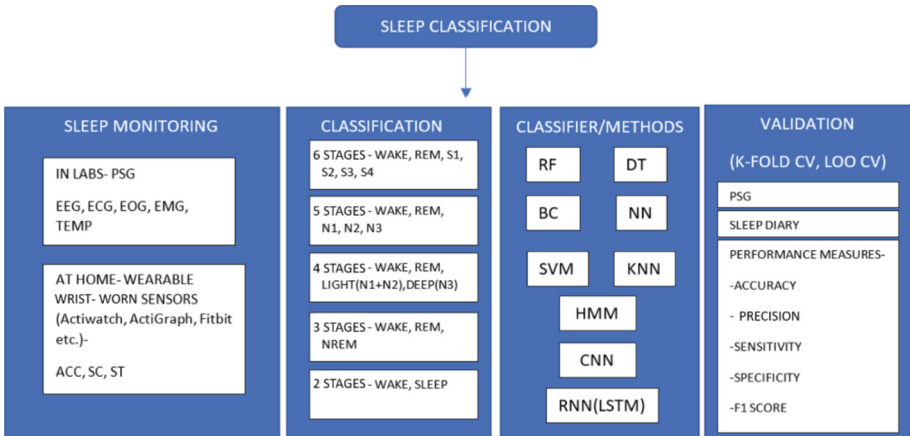 SLEEP CLASSIFICATION
SLEEP MONITORING
IN LABS- PSG
EEG, ECG, EOG, EMG,
TEMP
AT HOME- WEARABLE
WRIST- WORN SENSORS
(Actiwatch, ActiGraph, Fitbit
etc.)-
ACC, SC, ST
CLASSIFICATION
6 STAGES - WAKE, REM, S1,
S2, S3, S4
5 STAGES - WAKE, REM,
N1, N2, N3
4 STAGES - WAKE, REM,
LIGHT(N1+N2),DEEP(N3)
3 STAGES - WAKE, REM,
NREM
2 STAGES - WAKE, SLEEP
CLASSIFIER/METHODS
RF
DT
BC
NN
SVM
KNN
HMM
CNN
RNN(LSTM)
VALIDATION
(K-FOLD CV, LOO CV)
PSG
SLEEP DIARY
PERFORMANCE MEASURES-
-ACCURACY
- PRECISION
-SENSITIVITY
-SPECIFICITY
-F1 SCORE